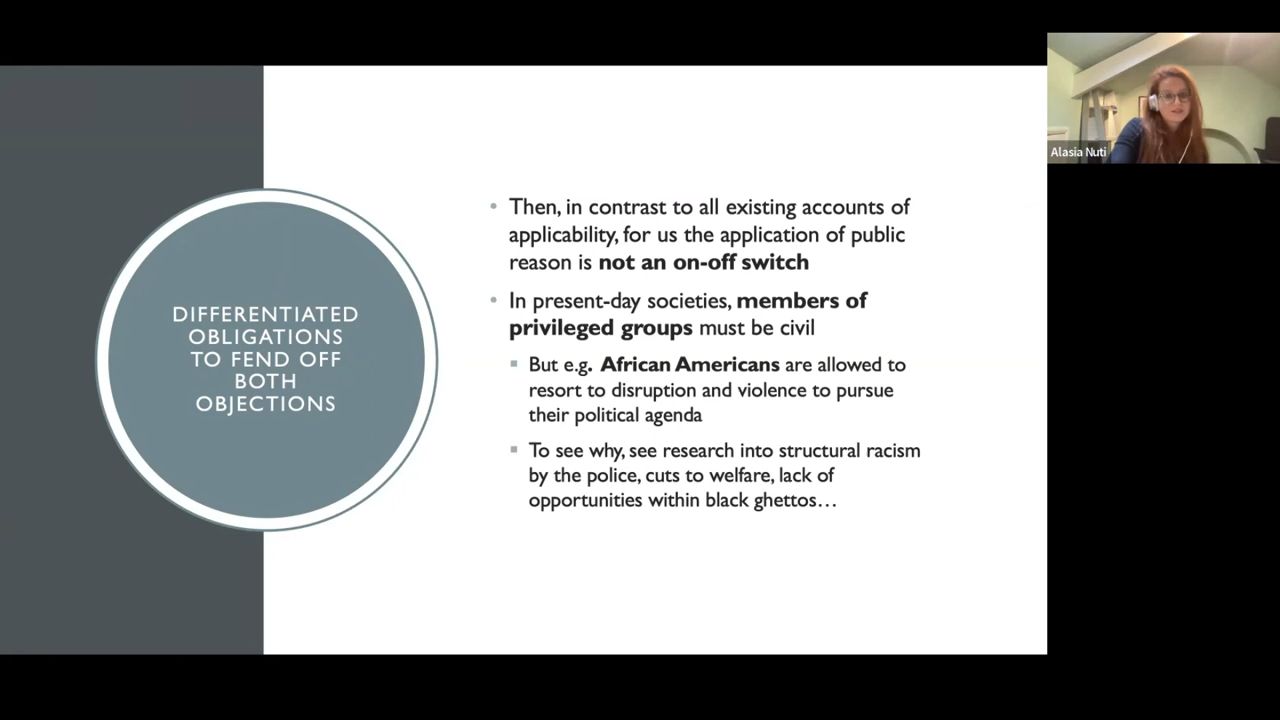 DIFFERENTIATED
OBLIGATIONS
TO FEND OFF
BOTH
OBJECTIONS
• Then, in contrast to all existing accounts of
applicability, for us the application of public
reason is not an on-off switch
• In present-day societies, members of
privileged groups must be civil
▪ But e.g. African Americans are allowed to
resort to disruption and violence to pursue
their political agenda
▪ To see why, see research into structural racism
by the police, cuts to welfare, lack of
opportunities within black ghettos…
Alasia Nuti